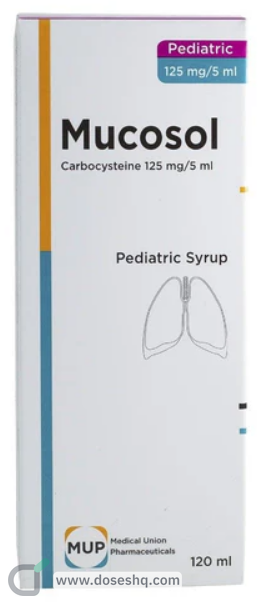 Pediatric
125 mg/5 ml
Mucosol
Carbocysteine 125 mg/5 ml
Pediatric Syrup
MUP
Medical Union
Pharmaceuticals
120 ml
www.doseshq.com